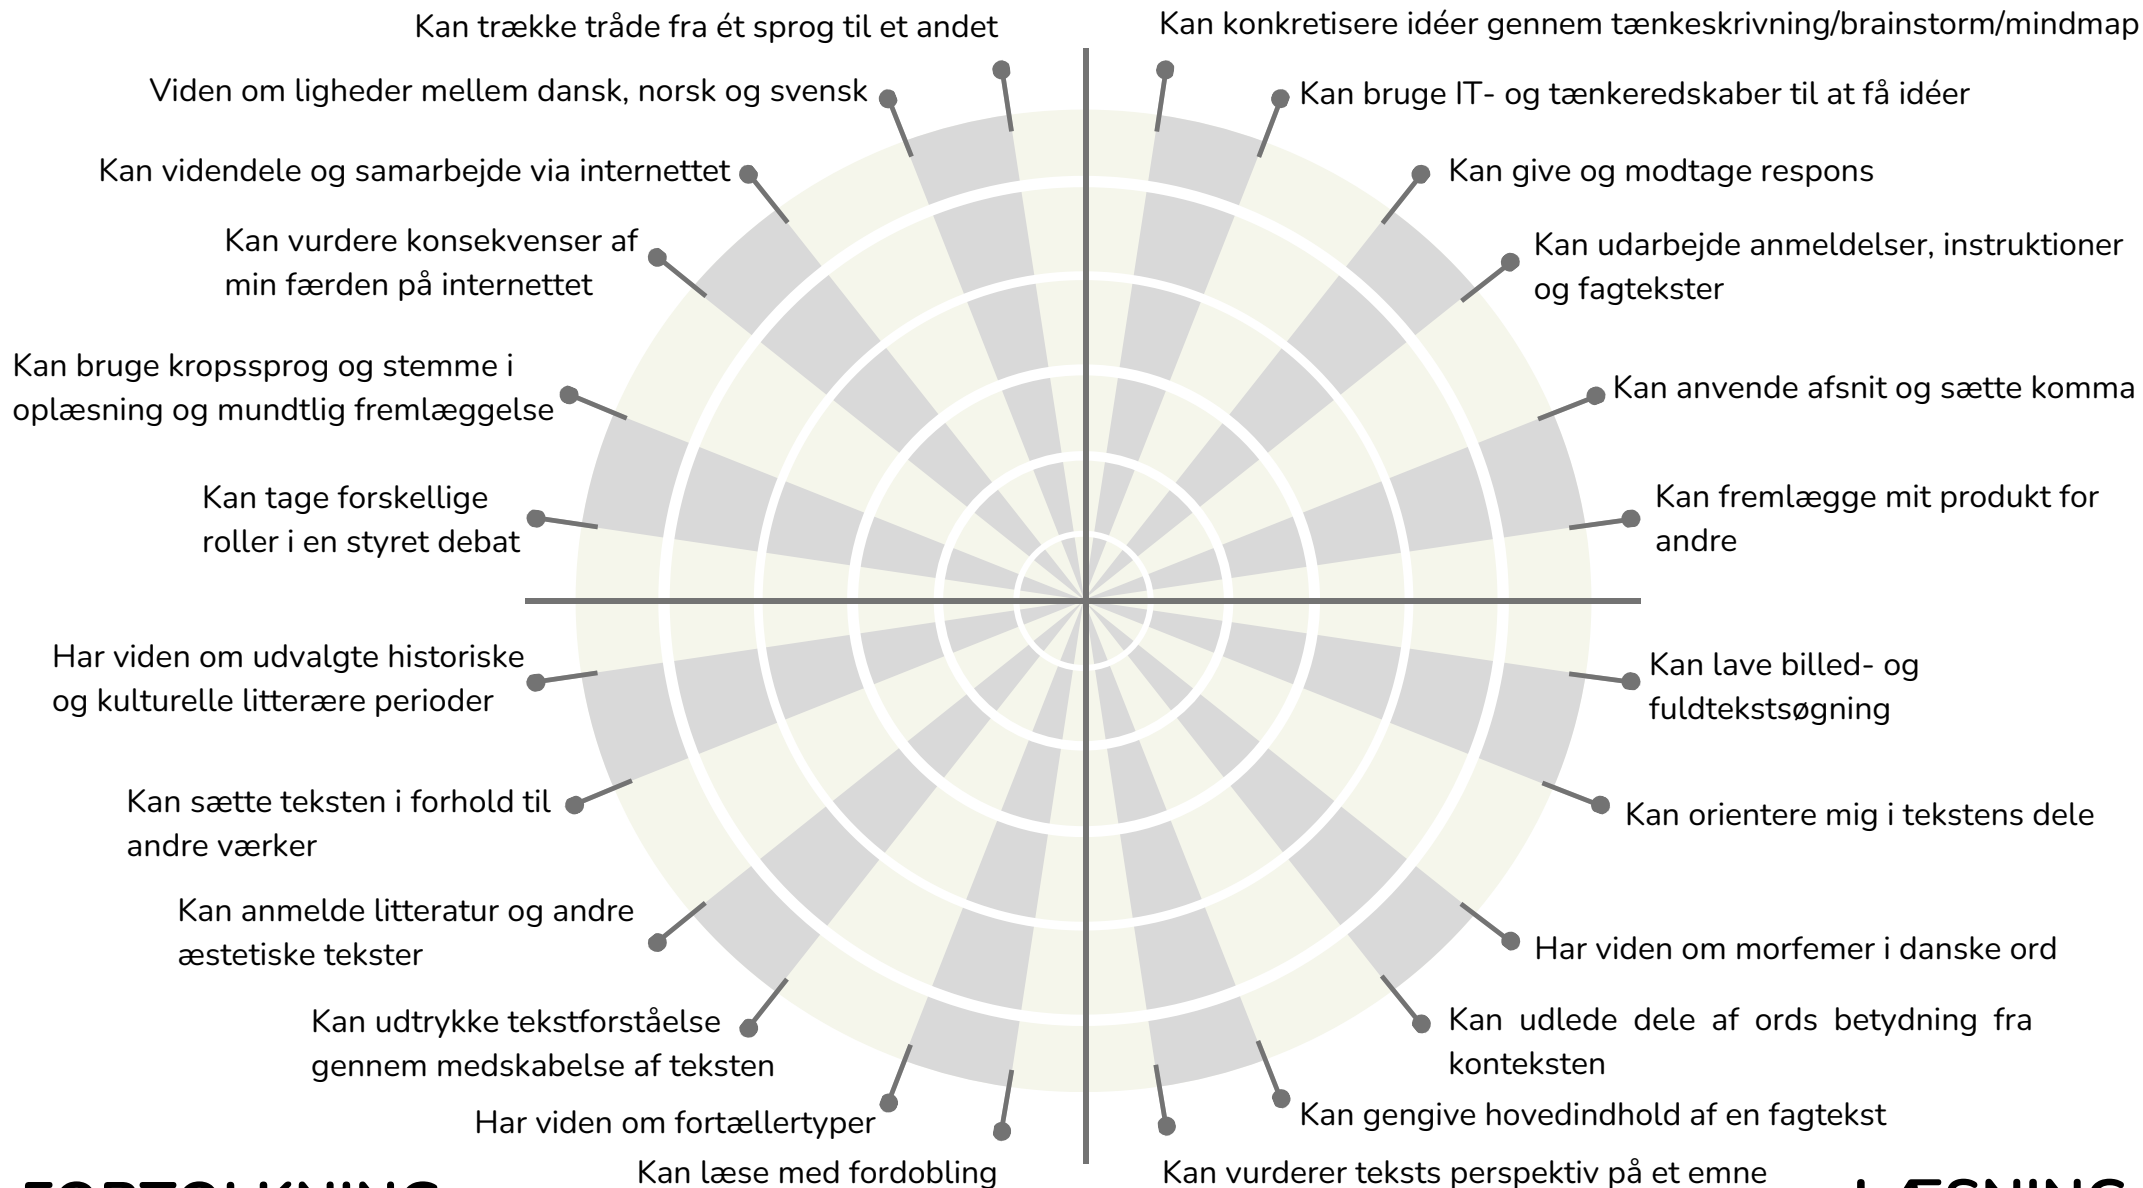 Kan trække tråde fra ét sprog til et andet
Viden om ligheder mellem dansk, norsk og svensk
Kan videndele og samarbejde via internettet
Kan vurdere konsekvenser af
min færden på internettet
Kan bruge kropssprog og stemme i
oplæsning og mundtlig fremlæggelse
Kan tage forskellige
roller i en styret debat
Kan konkretisere idéer gennem tænkeskrivning/brainstorm/mindmap
Kan bruge IT- og tænkeredskaber til at få idéer
Kan give og modtage respons
Kan udarbejde anmeldelser, instruktioner
og fagtekster
Kan anvende afsnit og sætte komma
Kan fremlægge mit produkt for
andre
Har viden om udvalgte historiske
og kulturelle litterære perioder
Kan sætte teksten i forhold til
andre værker
Kan anmelde litteratur og andre
æstetiske tekster
Kan udtrykke tekstforståelse
gennem medskabelse af teksten
Har viden om fortællertyper
Kan læse med fordobling
FORTOLKNING
Kan lave billed- og
fuldtekstsøgning
Kan orientere mig i tekstens dele
Har viden om morfemer i danske ord
Kan udlede dele af ords betydning fra
konteksten
Kan gengive hovedindhold af en fagtekst
Kan vurderer teksts perspektiv på et emne
LÆSNING